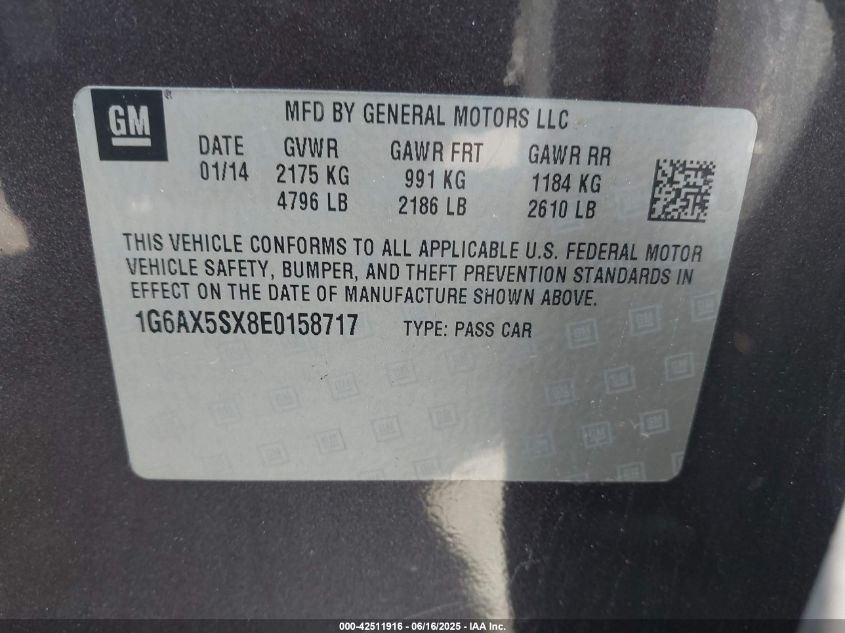 GM
MFD BY GENERAL MOTORS LLC
DATE GVWR GAWR FRT GAWR RR
01/14 2175 KG 991 KG 1184 KG
4796 LB 2186 LB 2610 LB
THIS VEHICLE CONFORMS TO ALL APPLICABLE U.S. FEDERAL MOTOR
VEHICLE SAFETY, BUMPER, AND THEFT PREVENTION STANDARDS IN
EFFECT ON THE DATE OF MANUFACTURE SHOWN ABOVE.
1G6AX5SX8E0158717 TYPE: PASS CAR
000-42511916 - 06/16/2025 - IAA Inc.